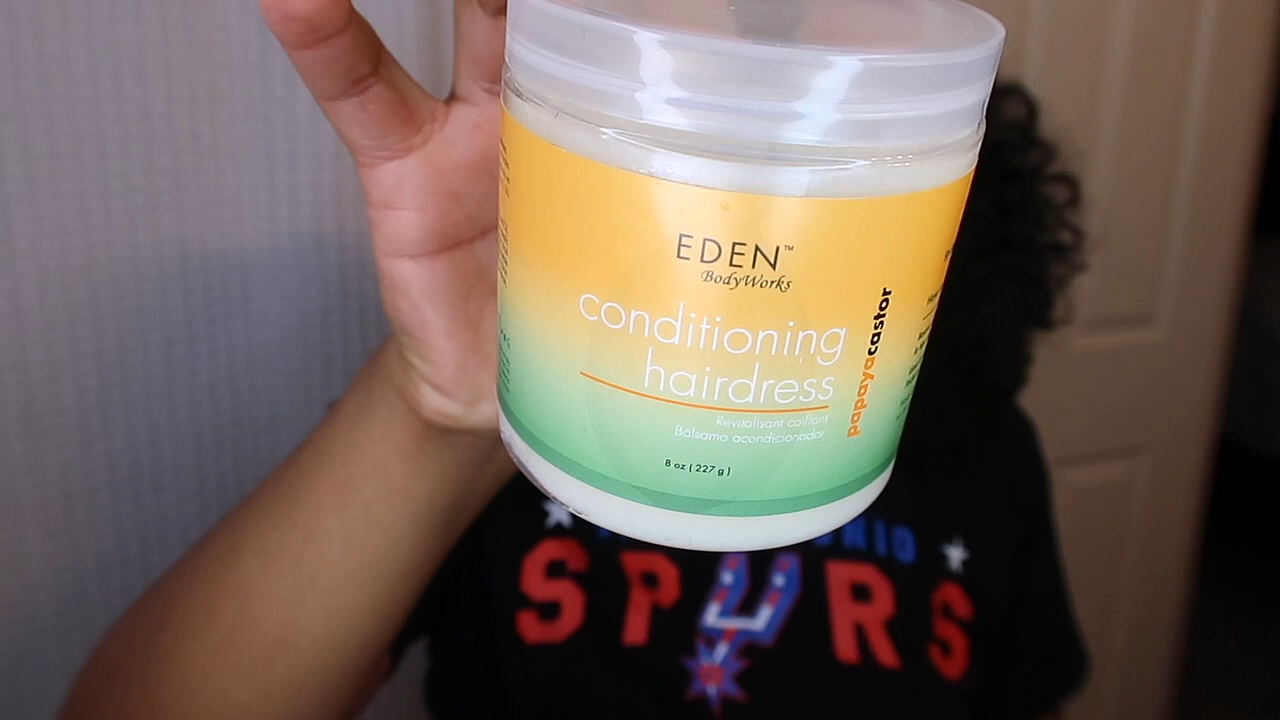 EDEN™
BodyWorks
conditioning
hairdress
Revitalisant coiffant
Bálsamo acondicionador
8 oz ( 227 g )
papayacastor
SPURS